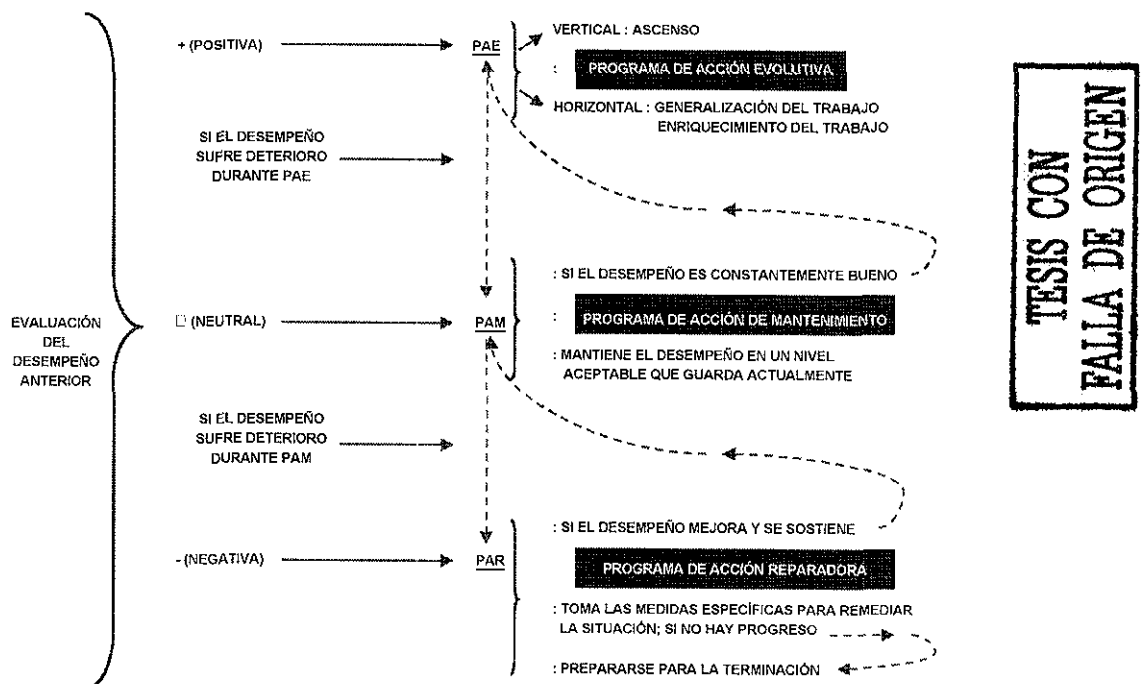 + (POSITIVA)
PAE
VERTICAL : ASCENSO
: PROGRAMA DE ACCIÓN EVOLUTIVA
HORIZONTAL : GENERALIZACIÓN DEL TRABAJO
ENRIQUECIMIENTO DEL TRABAJO
SI EL DESEMPEÑO
SUFRE DETERIORO
DURANTE PAE
EVALUACIÓN
DEL
DESEMPEÑO
ANTERIOR
□ (NEUTRAL)
PAM
: SI EL DESEMPEÑO ES CONSTANTEMENTE BUENO
: PROGRAMA DE ACCIÓN DE MANTENIMIENTO
: MANTIENE EL DESEMPEÑO EN UN NIVEL
ACEPTABLE QUE GUARDA ACTUALMENTE
SI EL DESEMPEÑO
SUFRE DETERIORO
DURANTE PAM
- (NEGATIVA)
PAR
: SI EL DESEMPEÑO MEJORA Y SE SOSTIENE
PROGRAMA DE ACCIÓN REPARADORA
: TOMA LAS MEDIDAS ESPECÍFICAS PARA REMEDIAR
LA SITUACIÓN; SI NO HAY PROGRESO
: PREPARARSE PARA LA TERMINACIÓN
TESIS CON
FALLA DE ORIGEN